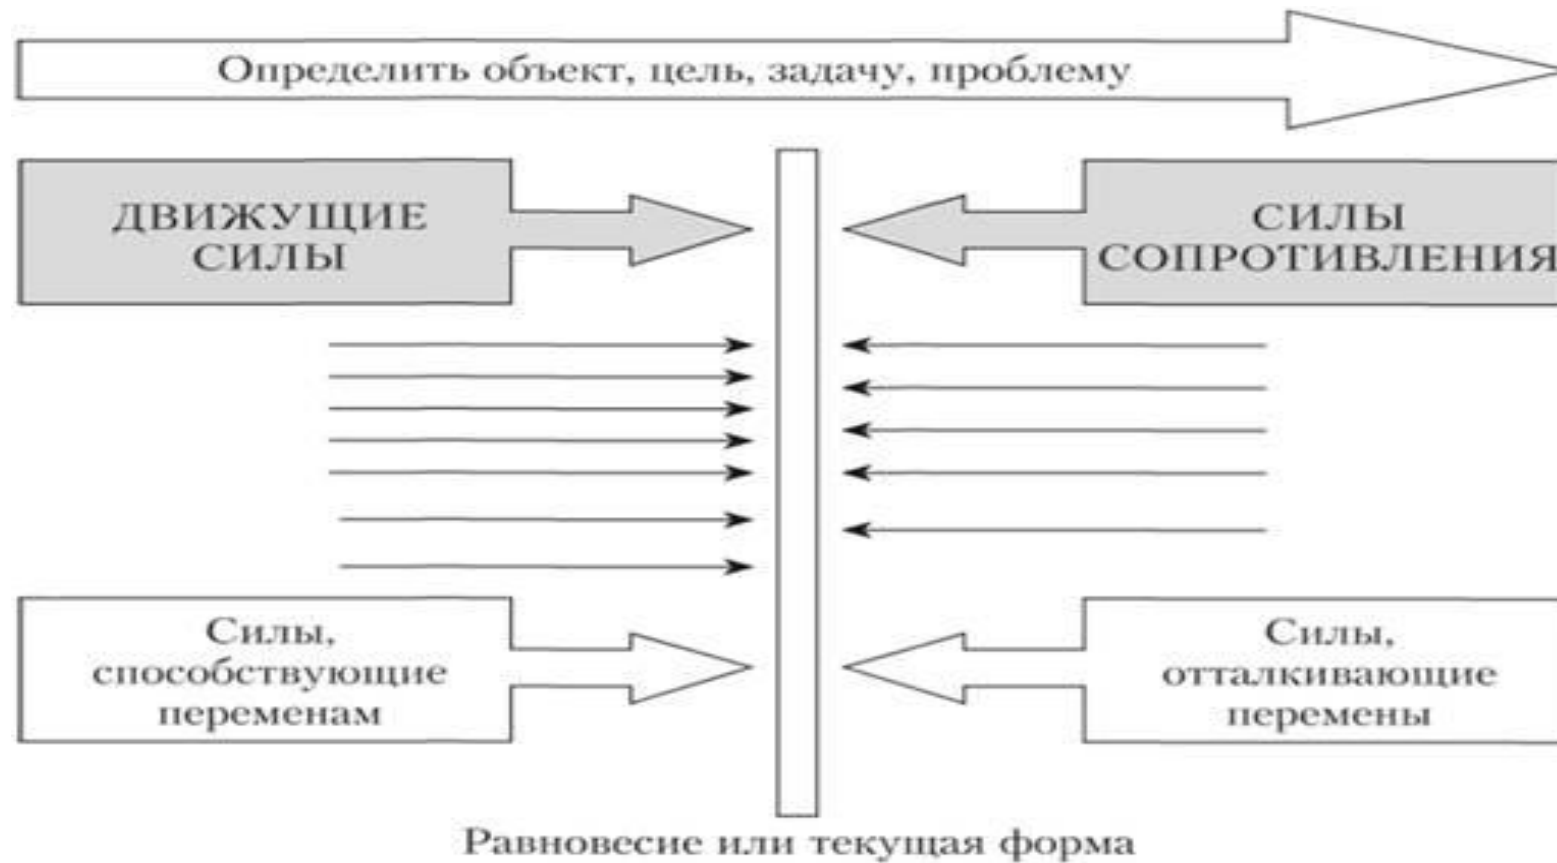 Определить объект, цель, задачу, проблему
ДВИЖУЩИЕ
СИЛЫ
СИЛЫ
СОПРОТИВЛЕНИЯ
Силы,
способствующие
переменам
Силы,
отталкивающие
перемены
Равновесие или текущая форма